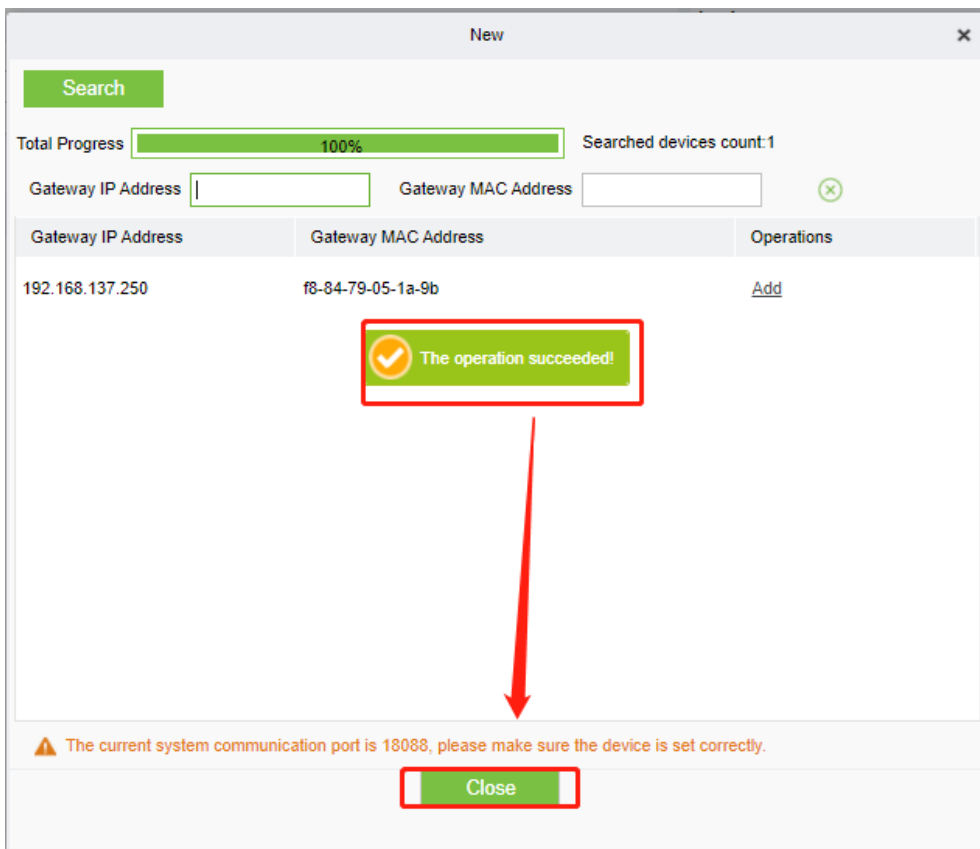 New
Search
Total Progress 100% Searched devices count:1
Gateway IP Address Gateway MAC Address
Gateway IP Address Gateway MAC Address Operations
192.168.137.250 f8-84-79-05-1a-9b Add
The operation succeeded!
The current system communication port is 18088, please make sure the device is set correctly.
Close